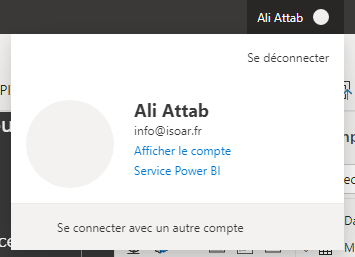 Ali Attab
Se déconnecter
Ali Attab
info@isoar.fr
Afficher le compte
Service Power BI
Se connecter avec un autre compte